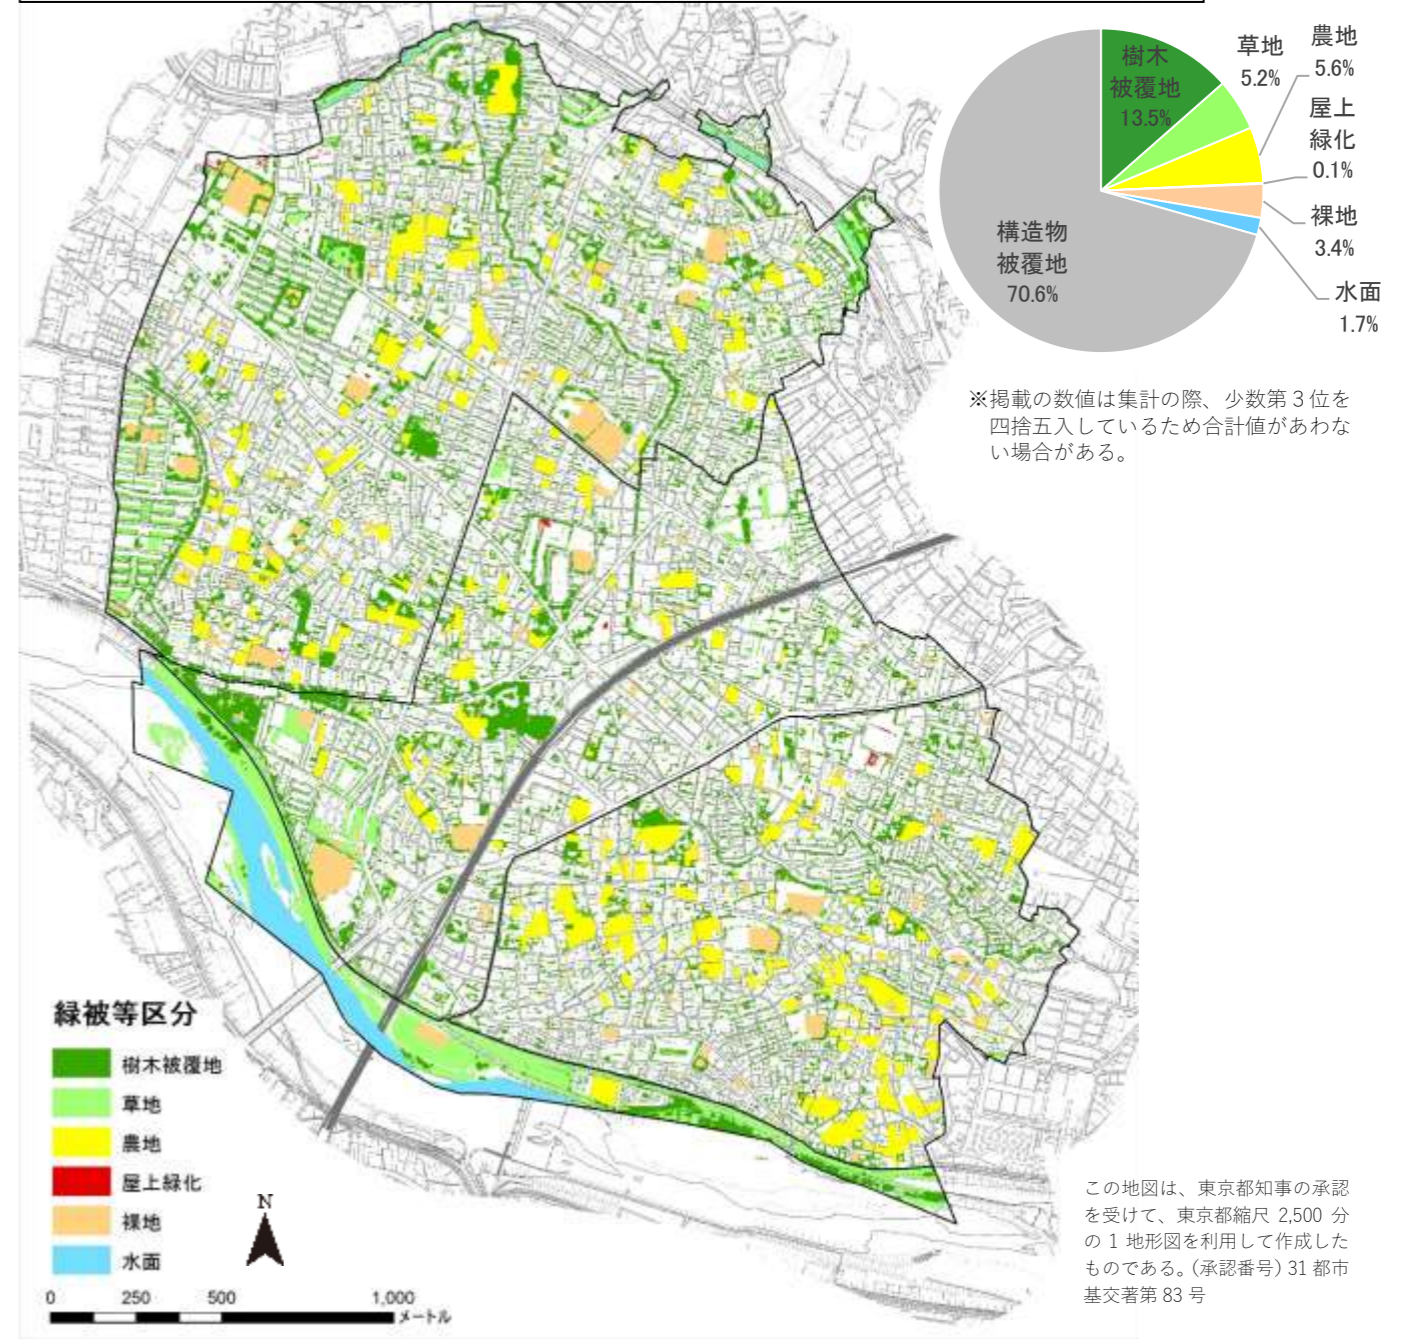 樹木
被覆地
13.5%
草地
5.2%
農地
5.6%
屋上
緑化
0.1%
裸地
3.4%
水面
1.7%
構造物
被覆地
70.6%
※掲載の数値は集計の際、少数第３位を
四捨五入しているため合計値があわな
い場合がある。
緑被等区分
樹木被覆地
草地
農地
屋上緑化
裸地
水面
N
0 250 500 1,000
メートル
この地図は、東京都知事の承認
を受けて、東京都縮尺 2,500 分
の 1 地形図を利用して作成した
ものである。（承認番号）31 都市
基交著第 83 号